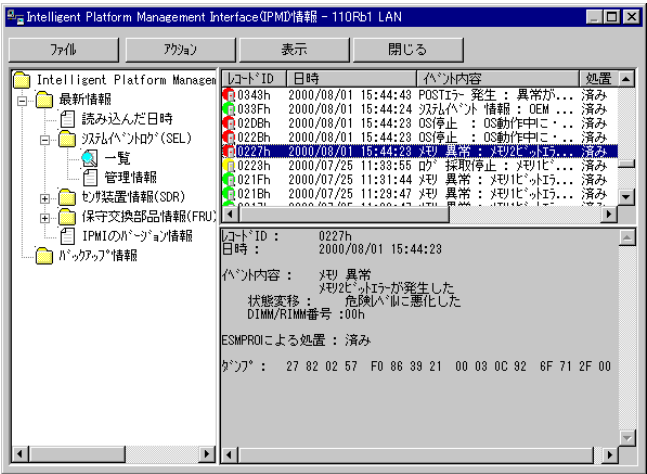 Intelligent Platform Management Interface(IPMI)情報 - 110Rb1 LAN
ﾌｧｲﾙ ｱｸｼｮﾝ 表示 閉じる
Intelligent Platform Managem
最新情報
読み込んだ日時
ｼｽﾃﾑｲﾍﾞﾝﾄﾛｸﾞ(SEL)
一覧
管理情報
ｾﾝｻ装置情報(SDR)
保守交換部品情報(FRU)
IPMIのﾊﾞｰｼﾞｮﾝ情報
ﾊﾞｯｸｱｯﾌﾟ情報
ﾚｺｰﾄﾞID 日時 ｲﾍﾞﾝﾄ内容 処置
0343h 2000/08/01 15:44:43 POSTｴﾗｰ 発生 : 異常が... 済み
033Fh 2000/08/01 15:44:24 ｼｽﾃﾑｲﾍﾞﾝﾄ 情報 : OEM ... 済み
02DBh 2000/08/01 15:44:23 OS停止 : OS動作中に・.. 済み
022Bh 2000/08/01 15:44:23 OS停止 : OS動作中に・.. 済み
0227h 2000/08/01 15:44:23 ﾒﾓﾘ 異常 : ﾒﾓﾘ2ﾋﾞｯﾄｴﾗ... 済み
0223h 2000/07/25 11:33:55 ﾛｸﾞ 採取停止 : ﾒﾓﾘ1ﾋﾞ... 済み
021Fh 2000/07/25 11:31:44 ﾒﾓﾘ 異常 : ﾒﾓﾘ1ﾋﾞｯﾄｴﾗ... 済み
021Bh 2000/07/25 11:29:47 ﾒﾓﾘ 異常 : ﾒﾓﾘ1ﾋﾞｯﾄｴﾗ... 済み
ﾚｺｰﾄﾞID : 0227h
日時 : 2000/08/01 15:44:23
ｲﾍﾞﾝﾄ内容 : ﾒﾓﾘ 異常
ﾒﾓﾘ2ﾋﾞｯﾄｴﾗｰが発生した
状態変移 : 危険ﾚﾍﾞﾙに悪化した
DIMM/RIMM番号 :00h
ESMPROによる処置 : 済み
ﾀﾞﾝﾌﾟ : 27 82 02 57 F0 86 39 21 00 03 0C 92 6F 71 2F 00